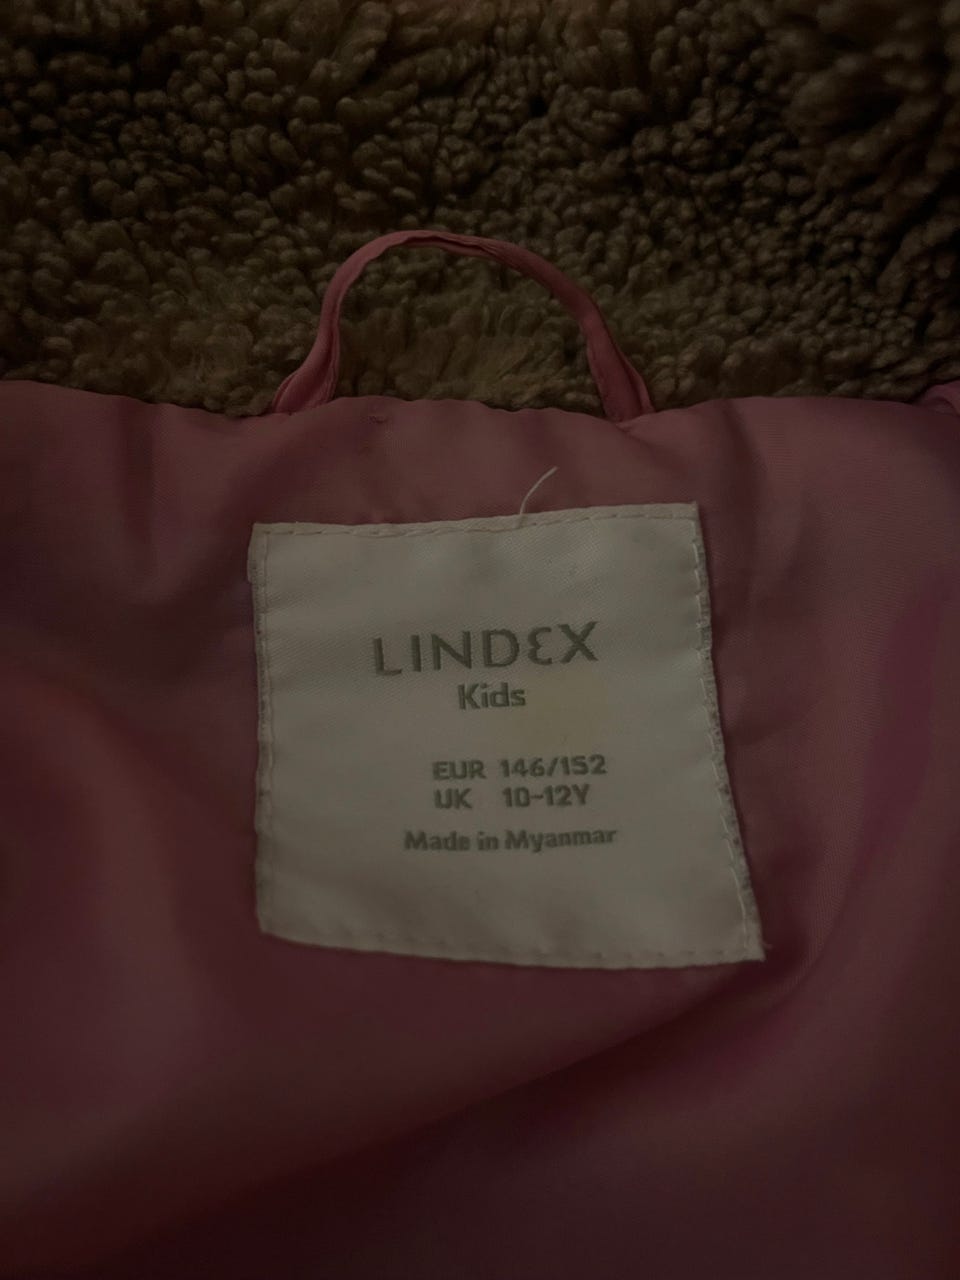 LINDEX
Kids
EUR 146/152
UK 10-12Y
Made in Myanmar